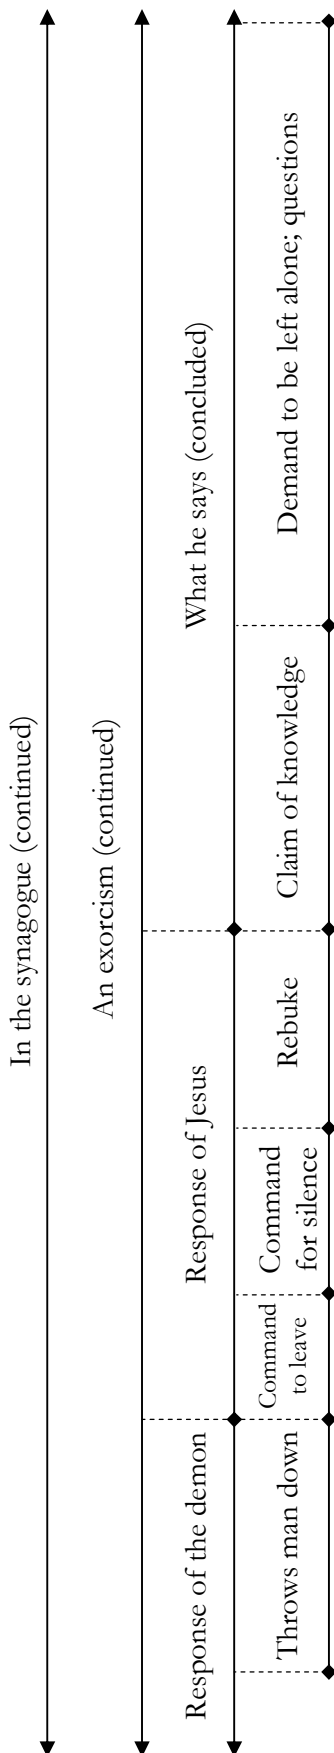 In the synagogue (continued)
An exorcism (continued)
Response of the demon
Response of Jesus
What he says (concluded)
Throws man down
Command
to leave
Command
for silence
Rebuke
Claim of knowledge
Demand to be left alone; questions